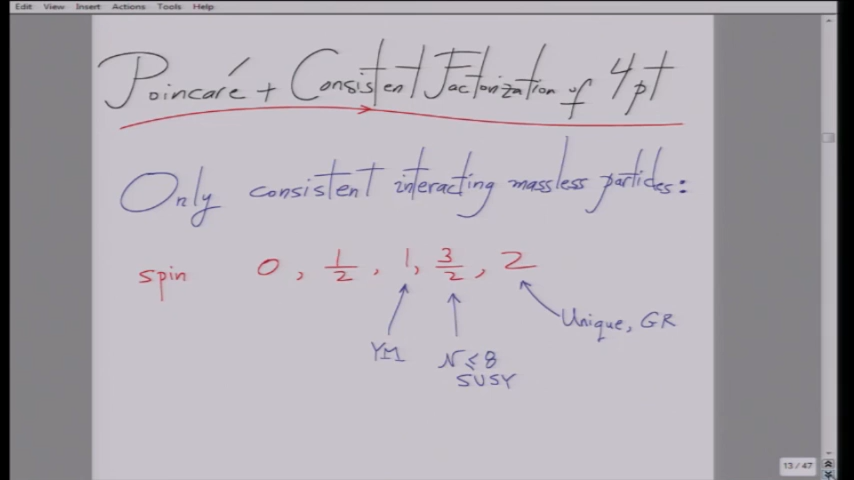 Edit View Insert Actions Tools Help
Poincaré + Consistent Factorization of 4pt
Only consistent interacting massless particles:
spin 0, 1/2, 1, 3/2, 2
Unique, GR
YM
N ≤ 8
SUSY
13 / 47